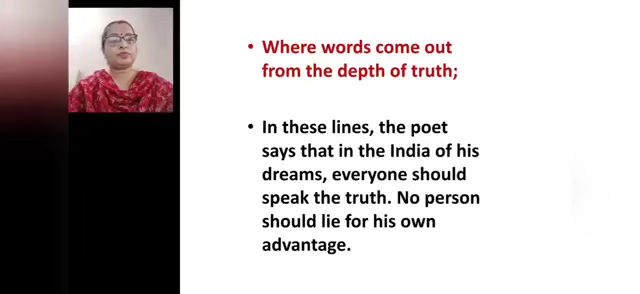 • Where words come out
from the depth of truth;
• In these lines, the poet
says that in the India of his
dreams, everyone should
speak the truth. No person
should lie for his own
advantage.